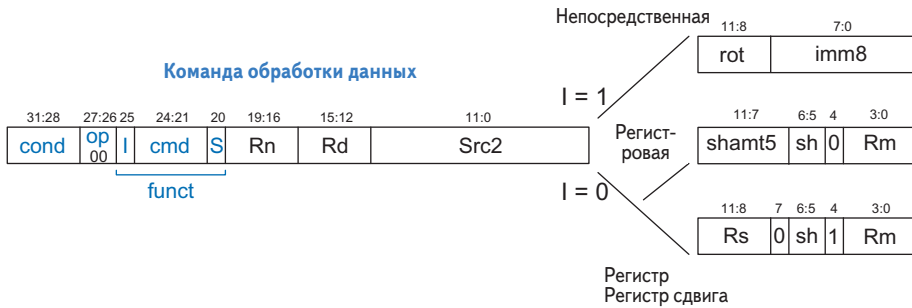 Непосредственная
11:8 7:0
rot imm8
Команда обработки данных
I = 1
31:28 27:26 25 24:21 20 19:16 15:12 11:0
cond op 00 I cmd S Rn Rd Src2
funct
Регист-
ровая
11:7 6:5 4 3:0
shamt5 sh 0 Rm
I = 0
11:8 7 6:5 4 3:0
Rs 0 sh 1 Rm
Регистр
Регистр сдвига